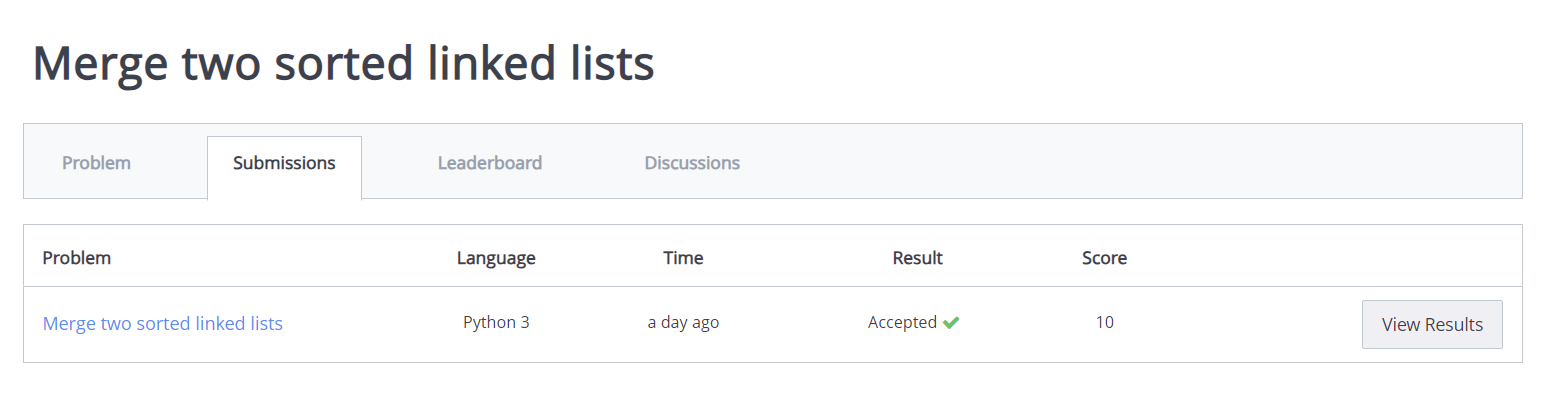 Merge two sorted linked lists
Problem Submissions Leaderboard Discussions
Problem Language Time Result Score
Merge two sorted linked lists Python 3 a day ago Accepted 10 View Results